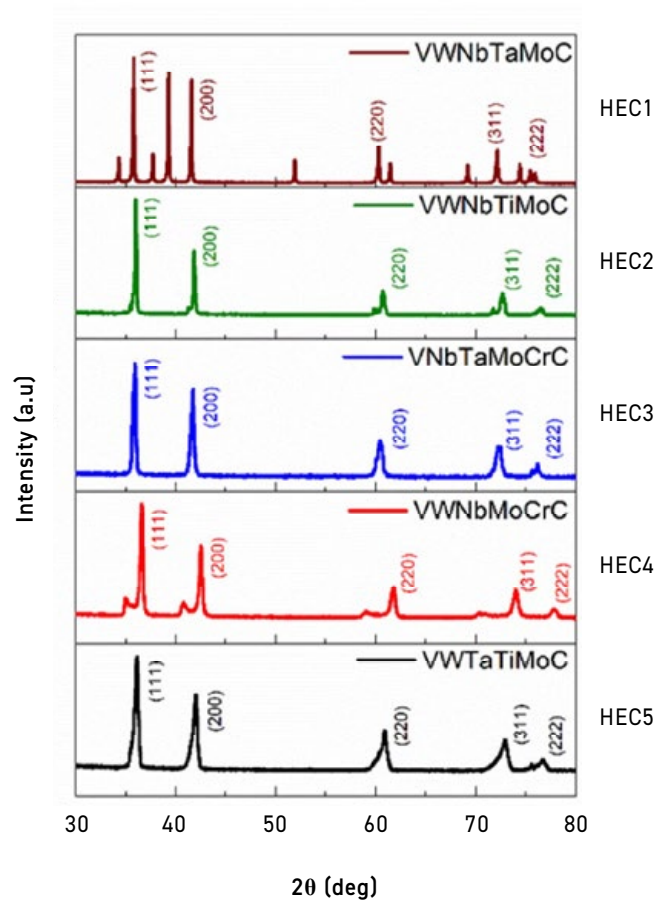 VWNbTaMoC
(111)
(200)
(220)
(311)
(222)
HEC1
VWNbTiMoC
(111)
(200)
(220)
(311)
(222)
HEC2
VNbTaMoCrC
(111)
(200)
(220)
(311)
(222)
HEC3
VWNbMoCrC
(111)
(200)
(220)
(311)
(222)
HEC4
VWTaTiMoC
(111)
(200)
(220)
(311)
(222)
HEC5
Intensity (a.u)
30 40 50 60 70 80
2θ (deg)